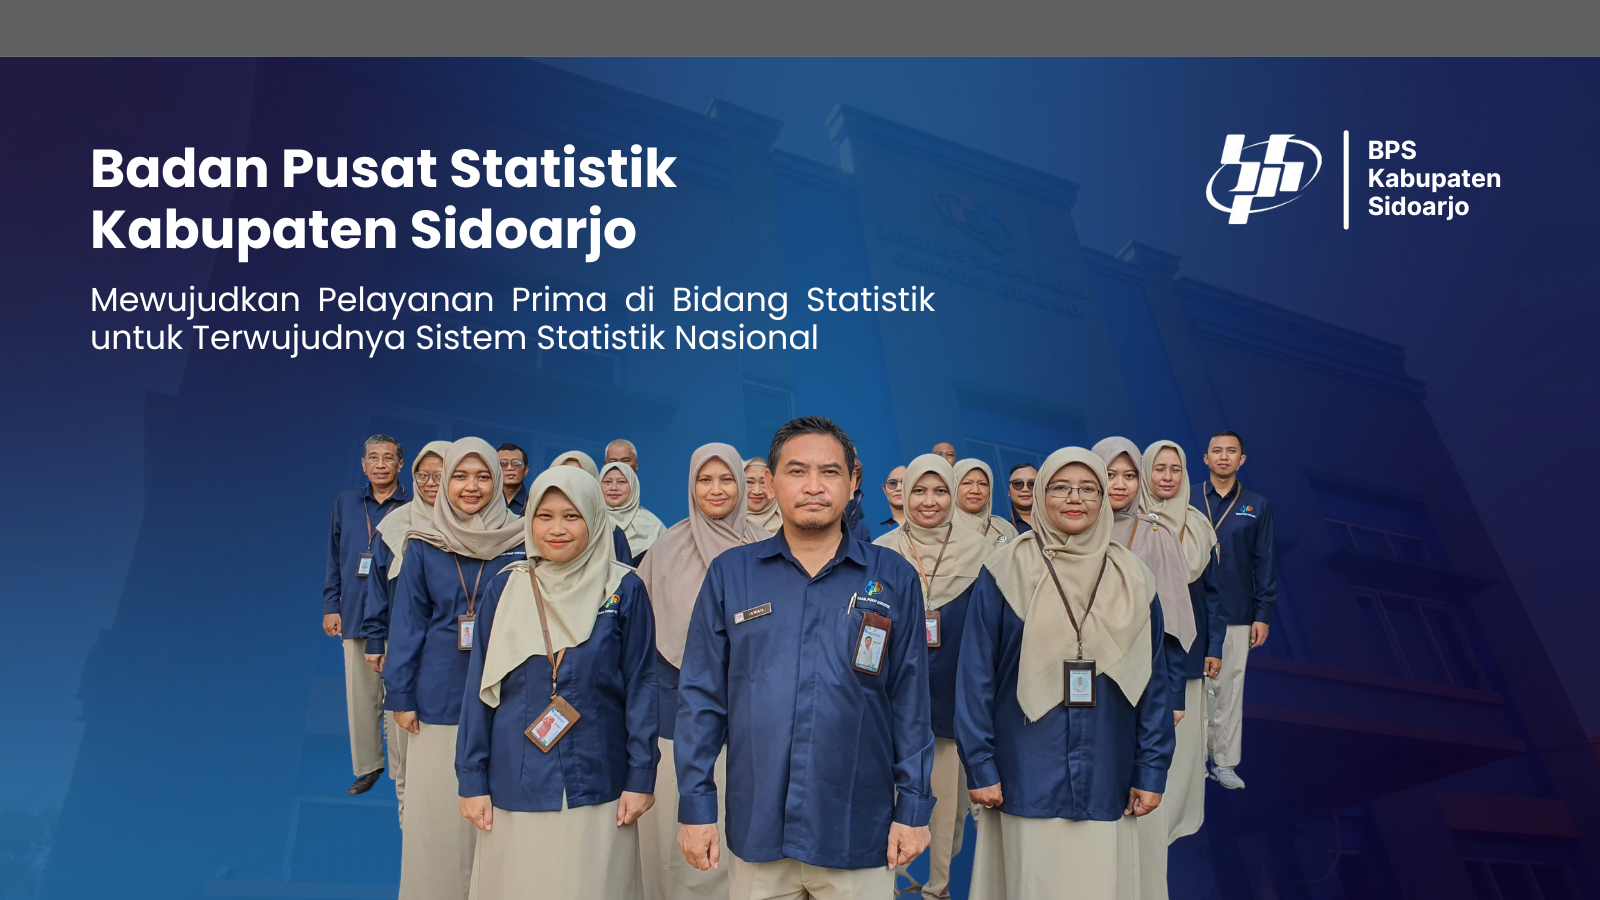 Badan Pusat Statistik
Kabupaten Sidoarjo
Mewujudkan Pelayanan Prima di Bidang Statistik
untuk Terwujudnya Sistem Statistik Nasional
BPS
Kabupaten
Sidoarjo